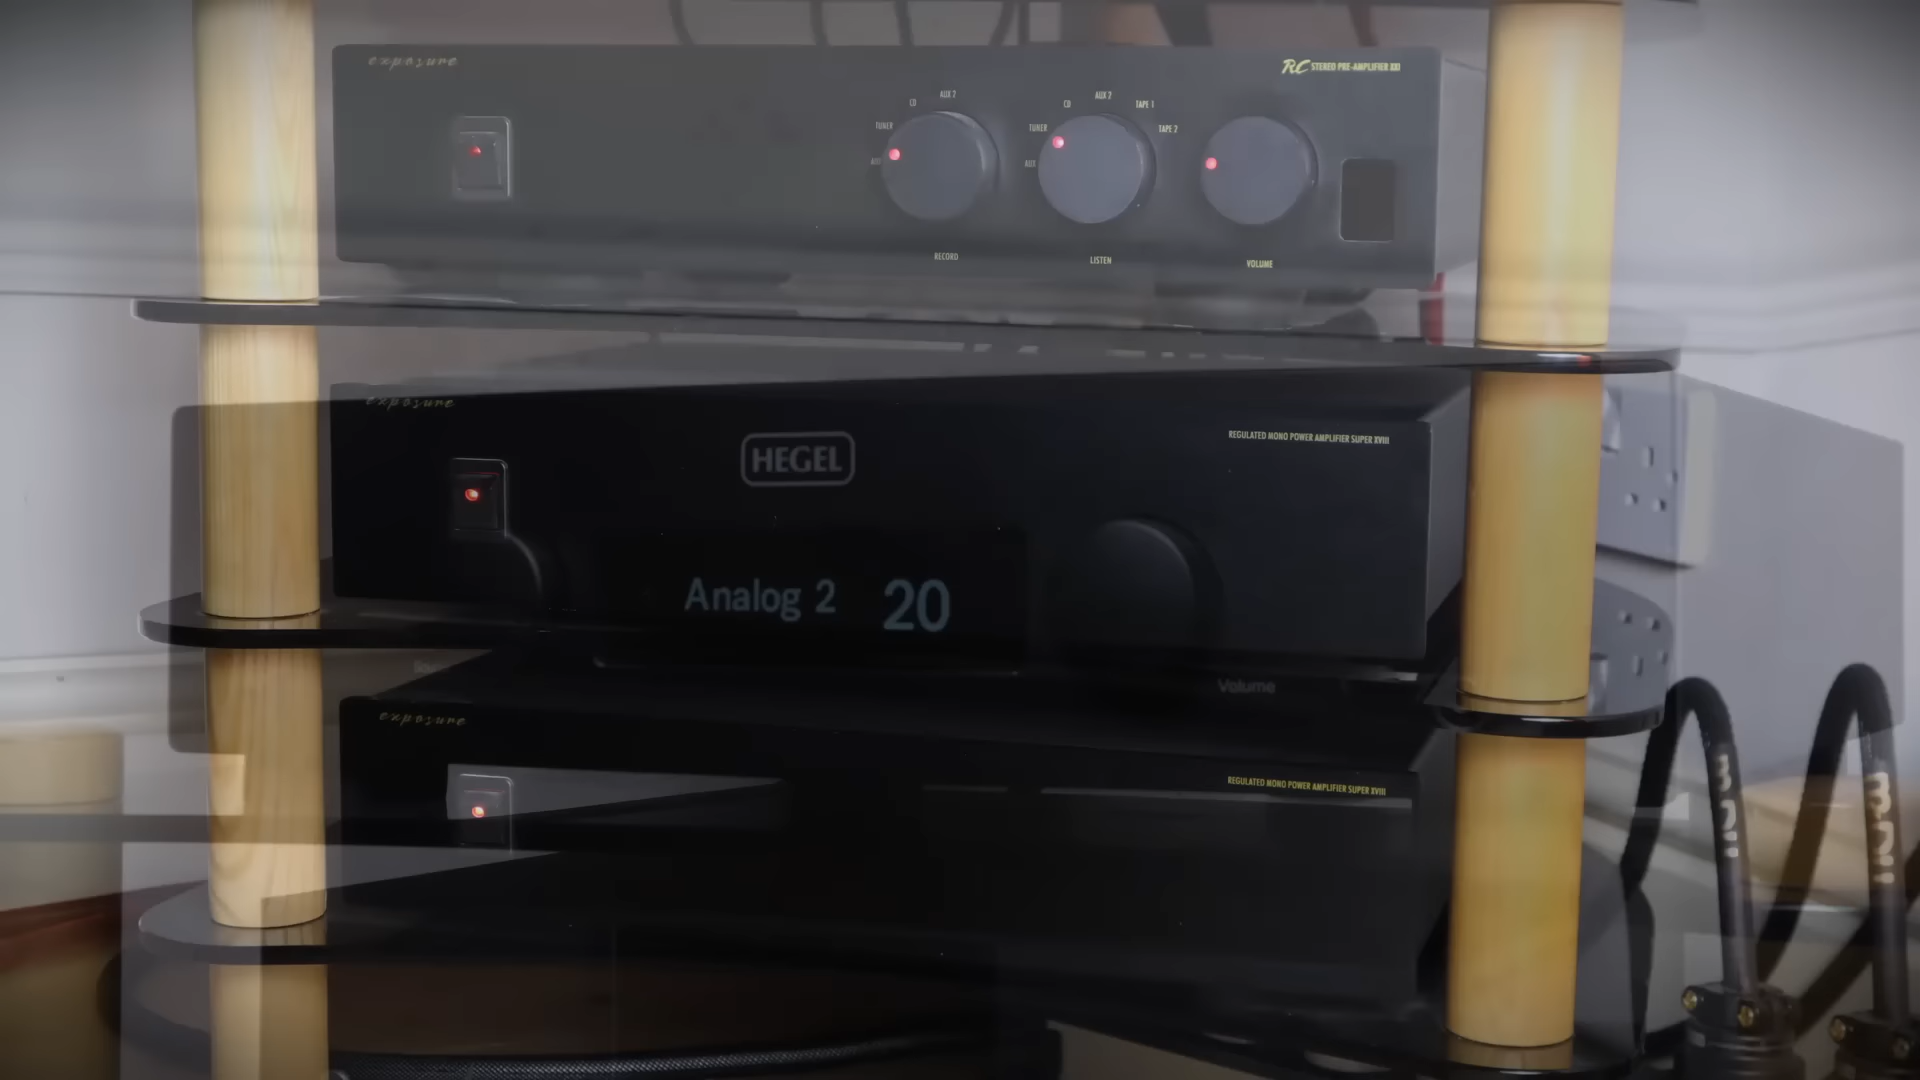 exposure
RC STEREO PRE-AMPLIFIER XXI
AUX 2
CD
TUNER
AUX 2
CD
TAPE 1
TUNER
TAPE 2
AUX
RECORD
LISTEN
VOLUME
exposure
REGULATED MONO POWER AMPLIFIER SUPER XVIII
HEGEL
Analog 2 20
Volume
exposure
REGULATED MONO POWER AMPLIFIER SUPER XVIII